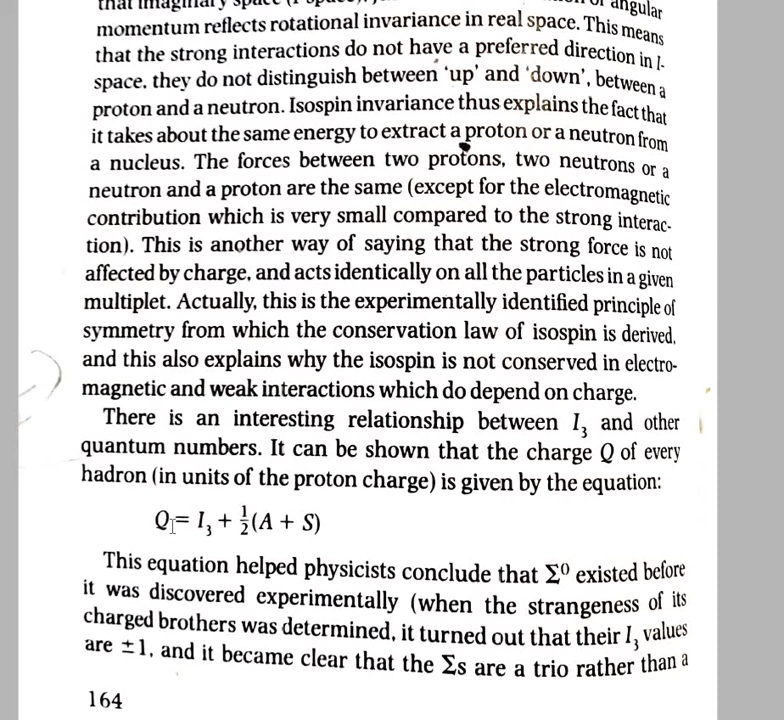 that imaginary space
angular
momentum reflects rotational invariance in real space. This means
that the strong interactions do not have a preferred direction in I-
space, they do not distinguish between ‘up’ and ‘down’, between a
proton and a neutron. Isospin invariance thus explains the fact that
it takes about the same energy to extract a proton or a neutron from
a nucleus. The forces between two protons, two neutrons or a
neutron and a proton are the same (except for the electromagnetic
contribution which is very small compared to the strong interac-
tion). This is another way of saying that the strong force is not
affected by charge, and acts identically on all the particles in a given
multiplet. Actually, this is the experimentally identified principle of
symmetry from which the conservation law of isospin is derived,
and this also explains why the isospin is not conserved in electro-
magnetic and weak interactions which do depend on charge.
There is an interesting relationship between I₃ and other
quantum numbers. It can be shown that the charge Q of every
hadron (in units of the proton charge) is given by the equation:
Q = I₃ + ½(A + S)
This equation helped physicists conclude that Σ⁰ existed before
it was discovered experimentally (when the strangeness of its
charged brothers was determined, it turned out that their I₃ values
are ±1, and it became clear that the Σs are a trio rather than a
164